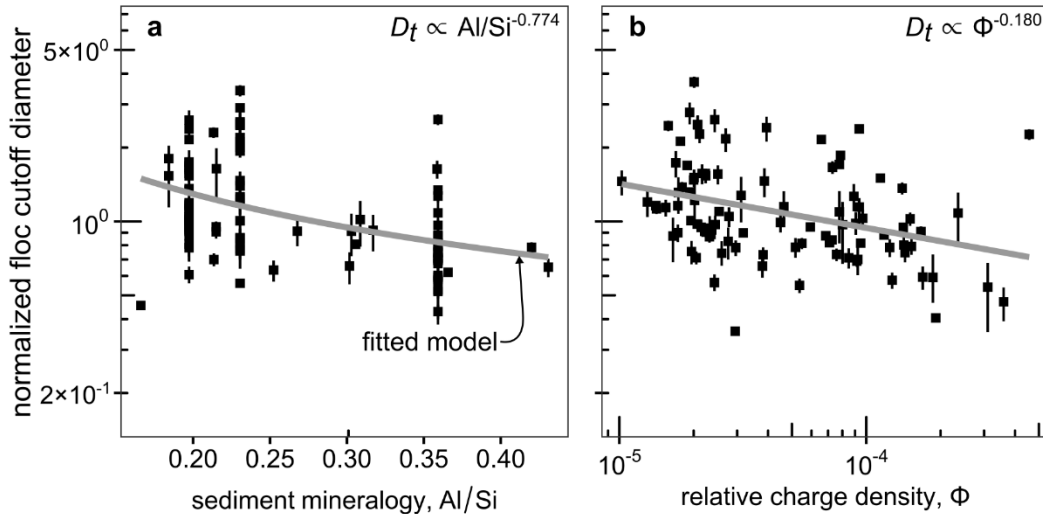 normalized floc cutoff diameter
5×10⁰
10⁰
2×10⁻¹
a
D_t ∝ Al/Si^-0.774
fitted model
0.20 0.25 0.30 0.35 0.40
sediment mineralogy, Al/Si
b
D_t ∝ Φ^-0.180
10⁻⁵ 10⁻⁴
relative charge density, Φ